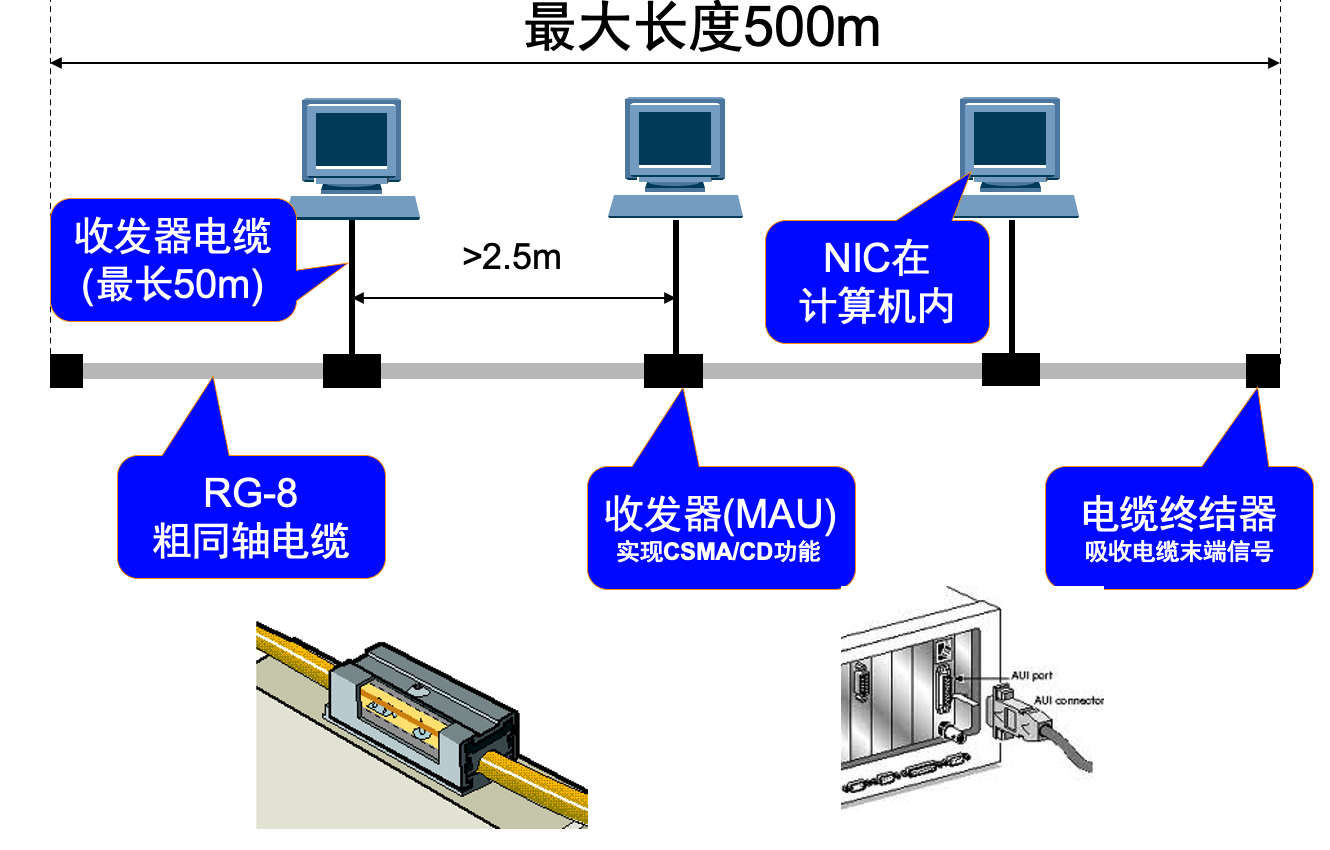 最大长度500m
收发器电缆
(最长50m)
>2.5m
NIC在
计算机内
RG-8
粗同轴电缆
收发器(MAU)
实现CSMA/CD功能
电缆终结器
吸收电缆末端信号
AUI port
AUI connector